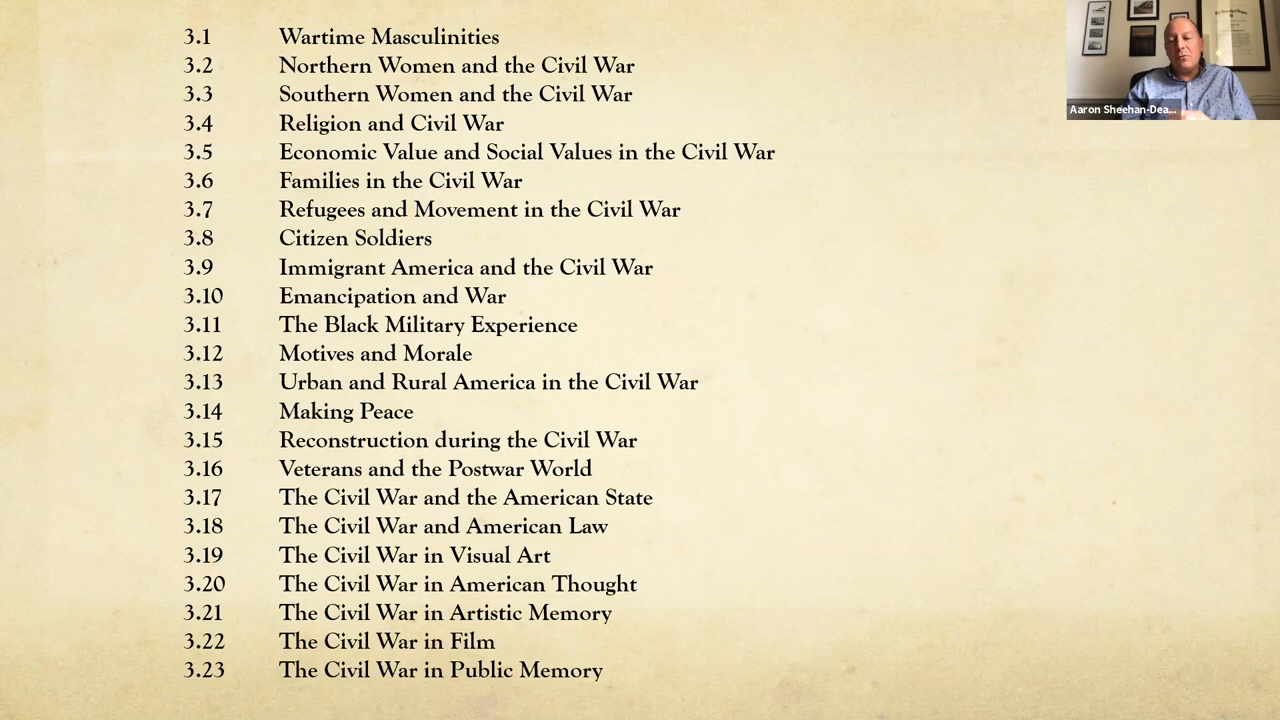 3.1 Wartime Masculinities
3.2 Northern Women and the Civil War
3.3 Southern Women and the Civil War
3.4 Religion and Civil War
3.5 Economic Value and Social Values in the Civil War
3.6 Families in the Civil War
3.7 Refugees and Movement in the Civil War
3.8 Citizen Soldiers
3.9 Immigrant America and the Civil War
3.10 Emancipation and War
3.11 The Black Military Experience
3.12 Motives and Morale
3.13 Urban and Rural America in the Civil War
3.14 Making Peace
3.15 Reconstruction during the Civil War
3.16 Veterans and the Postwar World
3.17 The Civil War and the American State
3.18 The Civil War and American Law
3.19 The Civil War in Visual Art
3.20 The Civil War in American Thought
3.21 The Civil War in Artistic Memory
3.22 The Civil War in Film
3.23 The Civil War in Public Memory
Aaron Sheehan-Dea...